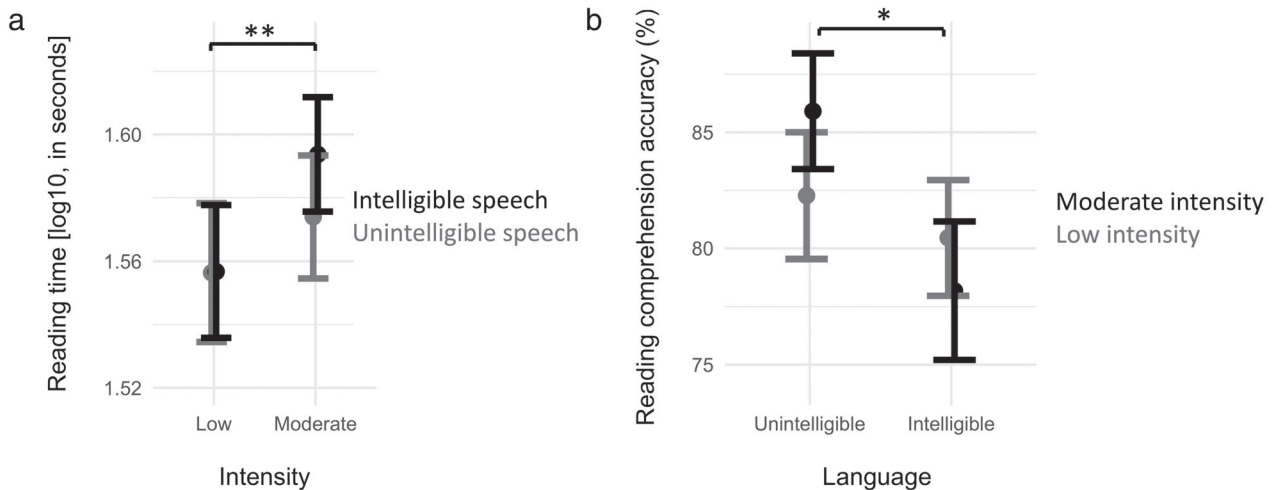 a
Reading time [log10, in seconds]
**
1.60
1.56
1.52
Low
Moderate
Intensity
Intelligible speech
Unintelligible speech
b
Reading comprehension accuracy (%)
*
85
80
75
Unintelligible
Intelligible
Language
Moderate intensity
Low intensity